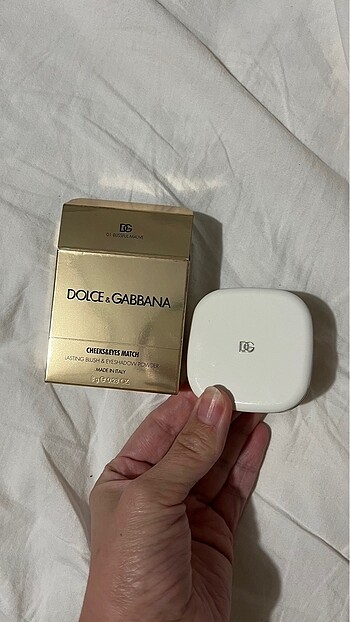 DG
DOLCE & GABBANA
CHEEKS&EYES MATCH
LASTING BLUSH & EYESHADOW POWDER
MADE IN ITALY
DG